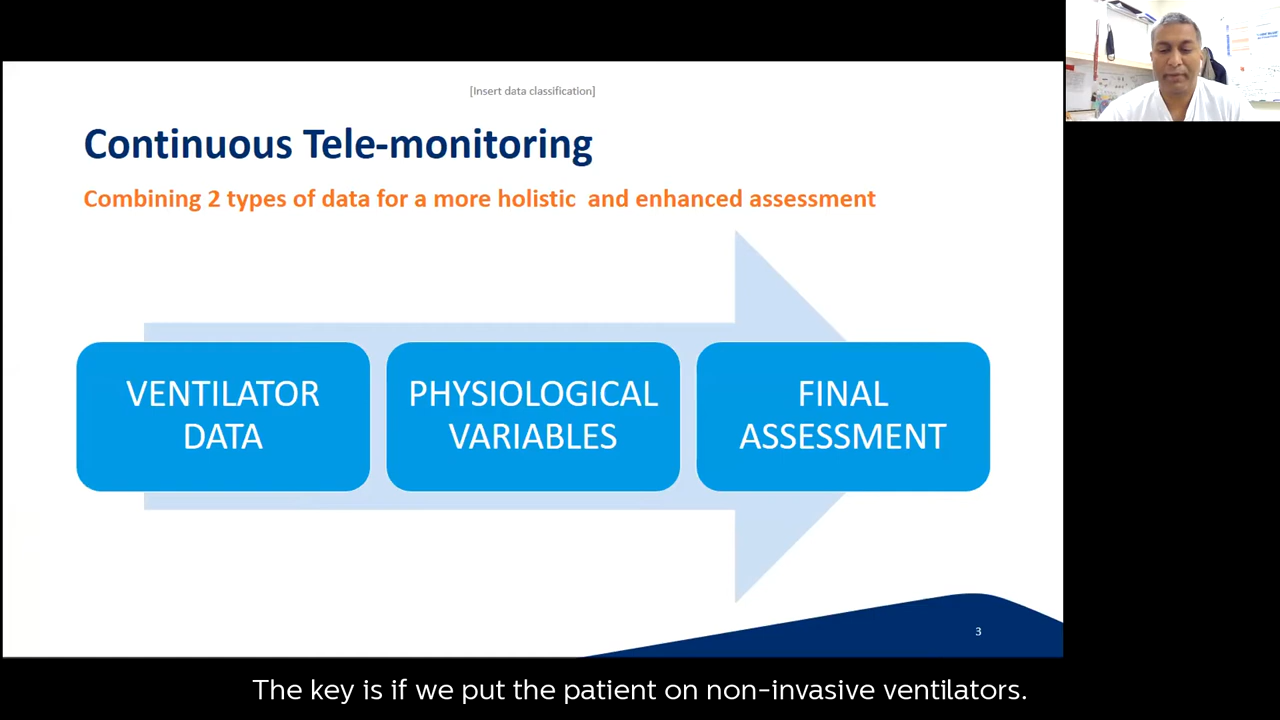 [Insert data classification]
Continuous Tele-monitoring
Combining 2 types of data for a more holistic and enhanced assessment
VENTILATOR
DATA
PHYSIOLOGICAL
VARIABLES
FINAL
ASSESSMENT
3
The key is if we put the patient on non-invasive ventilators.